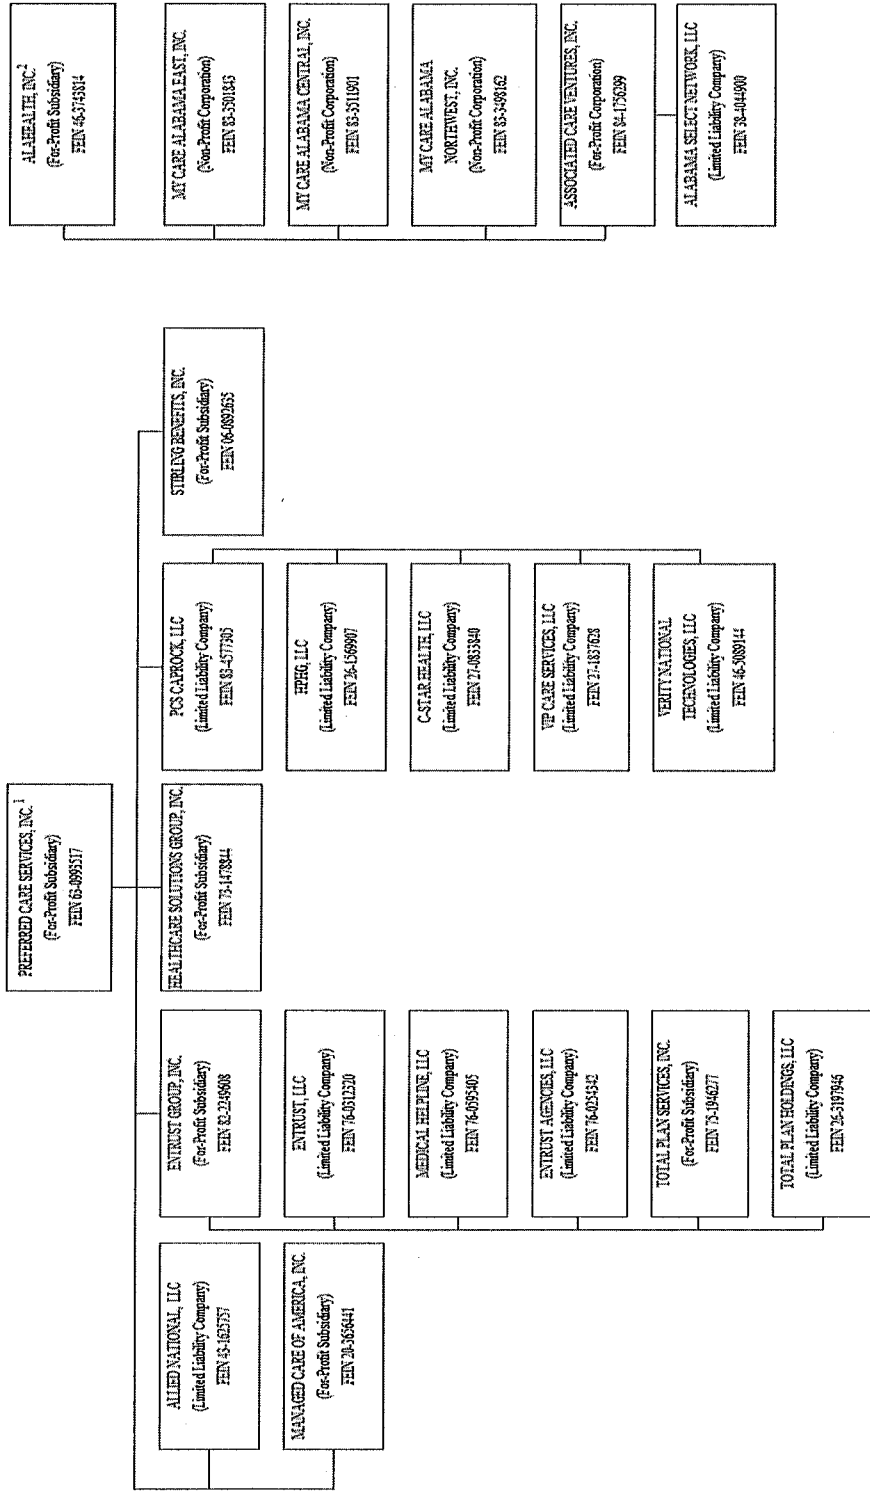 PREFERRED CARE SERVICES, INC.¹
(For-Profit Subsidiary)
FEIN 63-0993517
ALLIED NATIONAL, LLC
(Limited Liability Company)
FEIN 43-1625757
MANAGED CARE OF AMERICA, INC.
(For-Profit Subsidiary)
FEIN 20-3656441
ENTRUST GROUP, INC.
(For-Profit Subsidiary)
FEIN 82-2249608
ENTRUST, LLC
(Limited Liability Company)
FEIN 76-0312320
MEDICAL HELPLINE, LLC
(Limited Liability Company)
FEIN 76-0595405
ENTRUST AGENCIES, LLC
(Limited Liability Company)
FEIN 76-0254342
TOTAL PLAN SERVICES, INC.
(For-Profit Subsidiary)
FEIN 75-1946277
TOTAL PLAN HOLDINGS, LLC
(Limited Liability Company)
FEIN 26-3197946
HEALTHCARE SOLUTIONS GROUP, INC.
(For-Profit Subsidiary)
FEIN 73-1478844
PCS CAPROCK, LLC
(Limited Liability Company)
FEIN 83-4577305
HPHG, LLC
(Limited Liability Company)
FEIN 26-1569907
C-STAR HEALTH, LLC
(Limited Liability Company)
FEIN 27-0833840
VIP CARE SERVICES, LLC
(Limited Liability Company)
FEIN 27-1837628
VERITY NATIONAL
TECHNOLOGIES, LLC
(Limited Liability Company)
FEIN 46-5089144
STIRLING BENEFITS, INC.
(For-Profit Subsidiary)
FEIN 06-0892635
ALAHEALTH, INC.²
(For-Profit Subsidiary)
FEIN 46-3743814
MY CARE ALABAMA EAST, INC.
(Non-Profit Corporation)
FEIN 83-3501843
MY CARE ALABAMA CENTRAL, INC.
(Non-Profit Corporation)
FEIN 83-3511901
MY CARE ALABAMA
NORTHWEST, INC.
(Non-Profit Corporation)
FEIN 83-3498162
ASSOCIATED CARE VENTURES, INC.
(For-Profit Corporation)
FEIN 84-1756299
ALABAMA SELECT NETWORK, LLC
(Limited Liability Company)
FEIN 38-4044900